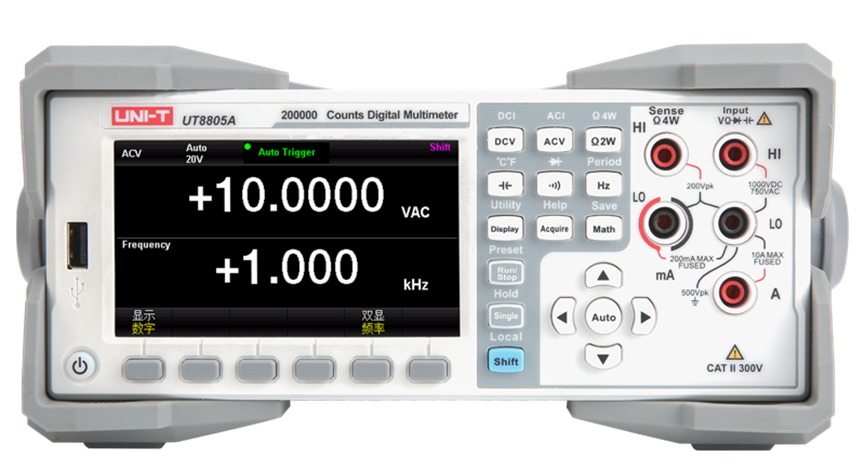 UNI-T UT8805A 200000 Counts Digital Multimeter
ACV Auto 20V Auto Trigger Shift
+10.0000 VAC
Frequency
+1.000 kHz
显示 双显
数字 频率
DCI ACI Ω 4W
DCV ACV Ω2W
°C°F Period
Hz
Utility Help Save
Display Acquire Math
Preset
Run/
Stop
Hold
Single
Local
Shift
Auto
Sense
Ω 4W
Input
VΩ
HI HI
200Vpk
1000VDC
750VAC
LO LO
200mA MAX
FUSED
10A MAX
FUSED
mA
500Vpk
A
CAT II 300V